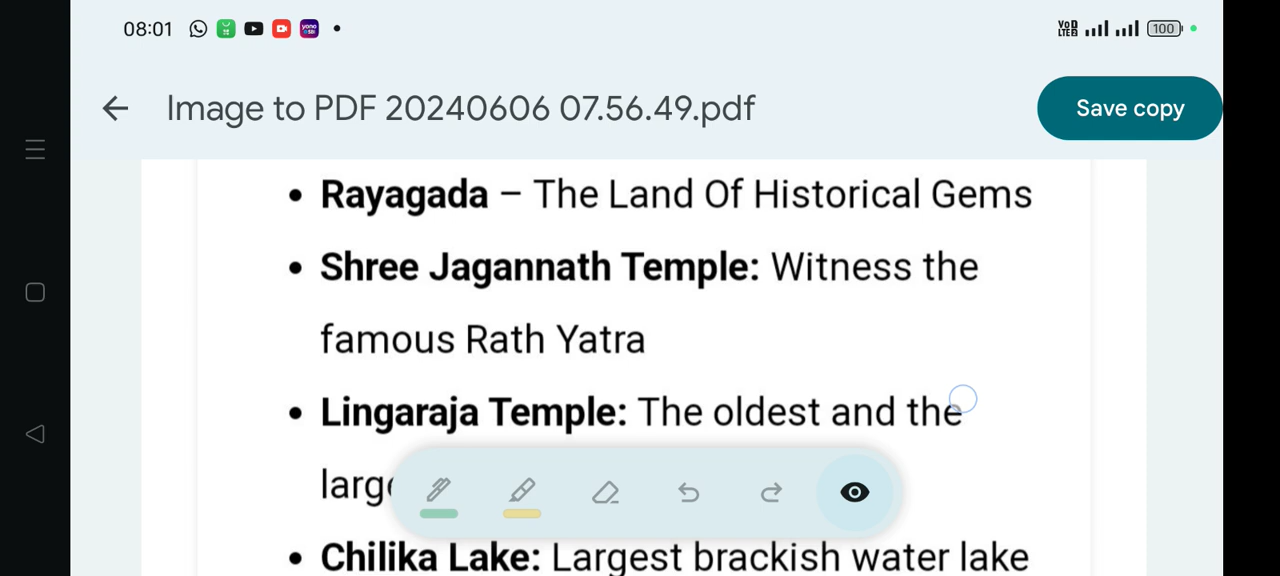 08:01
VoD LTE2 100
Image to PDF 20240606 07.56.49.pdf
Save copy
• Rayagada – The Land Of Historical Gems
• Shree Jagannath Temple: Witness the
famous Rath Yatra
• Lingaraja Temple: The oldest and the
• Chilika Lake: Largest brackish water lake